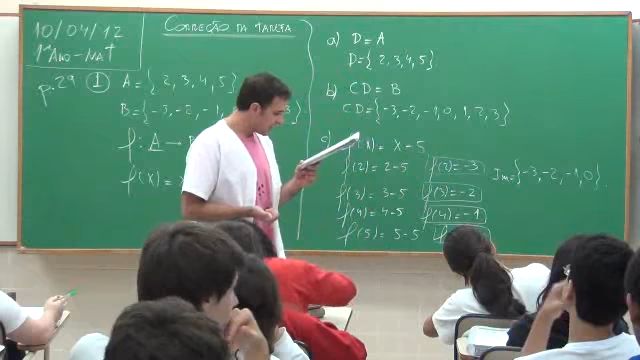 10/04/12
1º ANO - NAT
CORREÇÃO DA TAREFA
p.29 1 A = { 2, 3, 4, 5 }
B = { -3, -2, -1, 3 }
f: A →
f(x) =
a) D = A
D = { 2, 3, 4, 5 }
b) CD = B
CD = { -3, -2, -1, 0, 1, 2, 3 }
c) f(x) = x - 5
f(2) = 2-5 f(2) = -3 Im = { -3, -2, -1, 0 }.
f(3) = 3-5 f(3) = -2
f(4) = 4-5 f(4) = -1
f(5) = 5-5